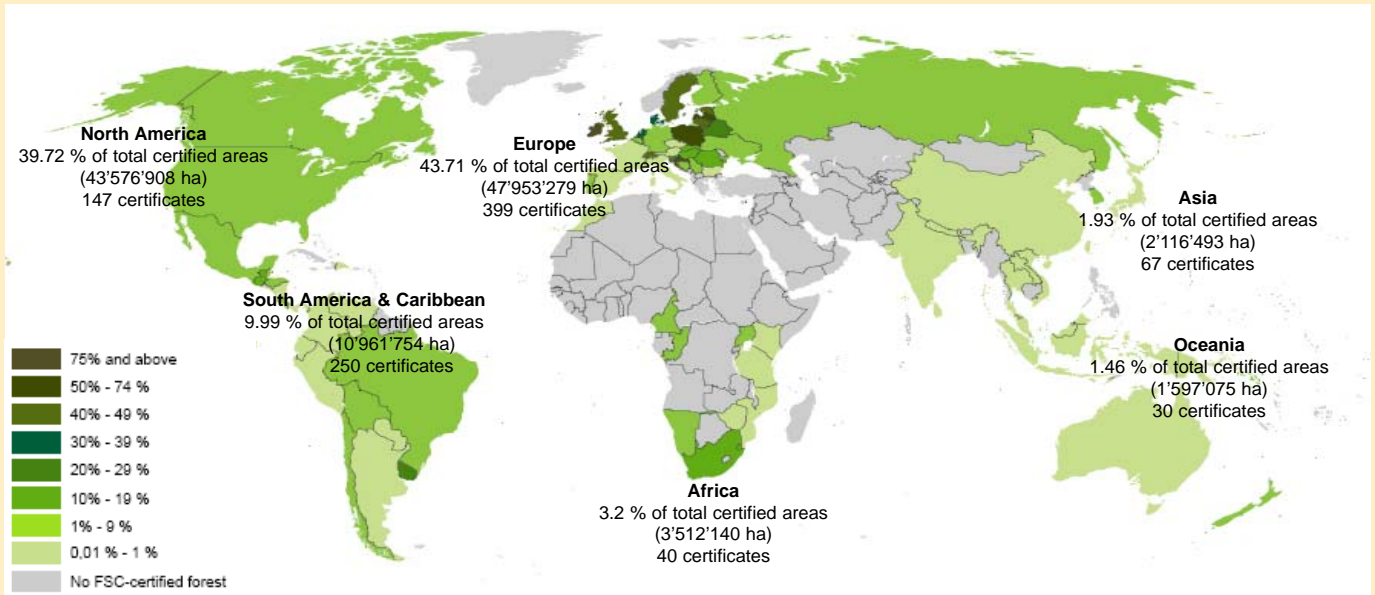 North America
39.72 % of total certified areas
(43'576'908 ha)
147 certificates
Europe
43.71 % of total certified areas
(47'953'279 ha)
399 certificates
Asia
1.93 % of total certified areas
(2'116'493 ha)
67 certificates
South America & Caribbean
9.99 % of total certified areas
(10'961'754 ha)
250 certificates
Oceania
1.46 % of total certified areas
(1'597'075 ha)
30 certificates
Africa
3.2 % of total certified areas
(3'512'140 ha)
40 certificates
75% and above
50% - 74 %
40% - 49 %
30% - 39 %
20% - 29 %
10% - 19 %
1% - 9 %
0,01 % - 1 %
No FSC-certified forest